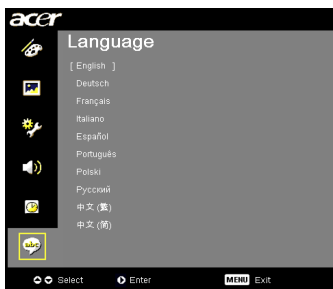 acer
Language
[ English ]
Deutsch
Français
Italiano
Español
Português
Polski
Русский
中文 (繁)
中文 (简)
abc
Select Enter MENU Exit